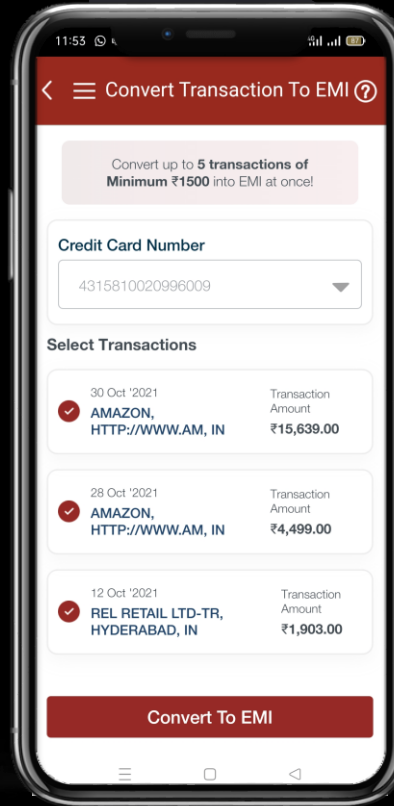 11:53
Convert Transaction To EMI ?
Convert up to 5 transactions of
Minimum ₹1500 into EMI at once!
Credit Card Number
4315810020996009
Select Transactions
30 Oct '2021
AMAZON,
HTTP://WWW.AM, IN
Transaction
Amount
₹15,639.00
28 Oct '2021
AMAZON,
HTTP://WWW.AM, IN
Transaction
Amount
₹4,499.00
12 Oct '2021
REL RETAIL LTD-TR,
HYDERABAD, IN
Transaction
Amount
₹1,903.00
Convert To EMI